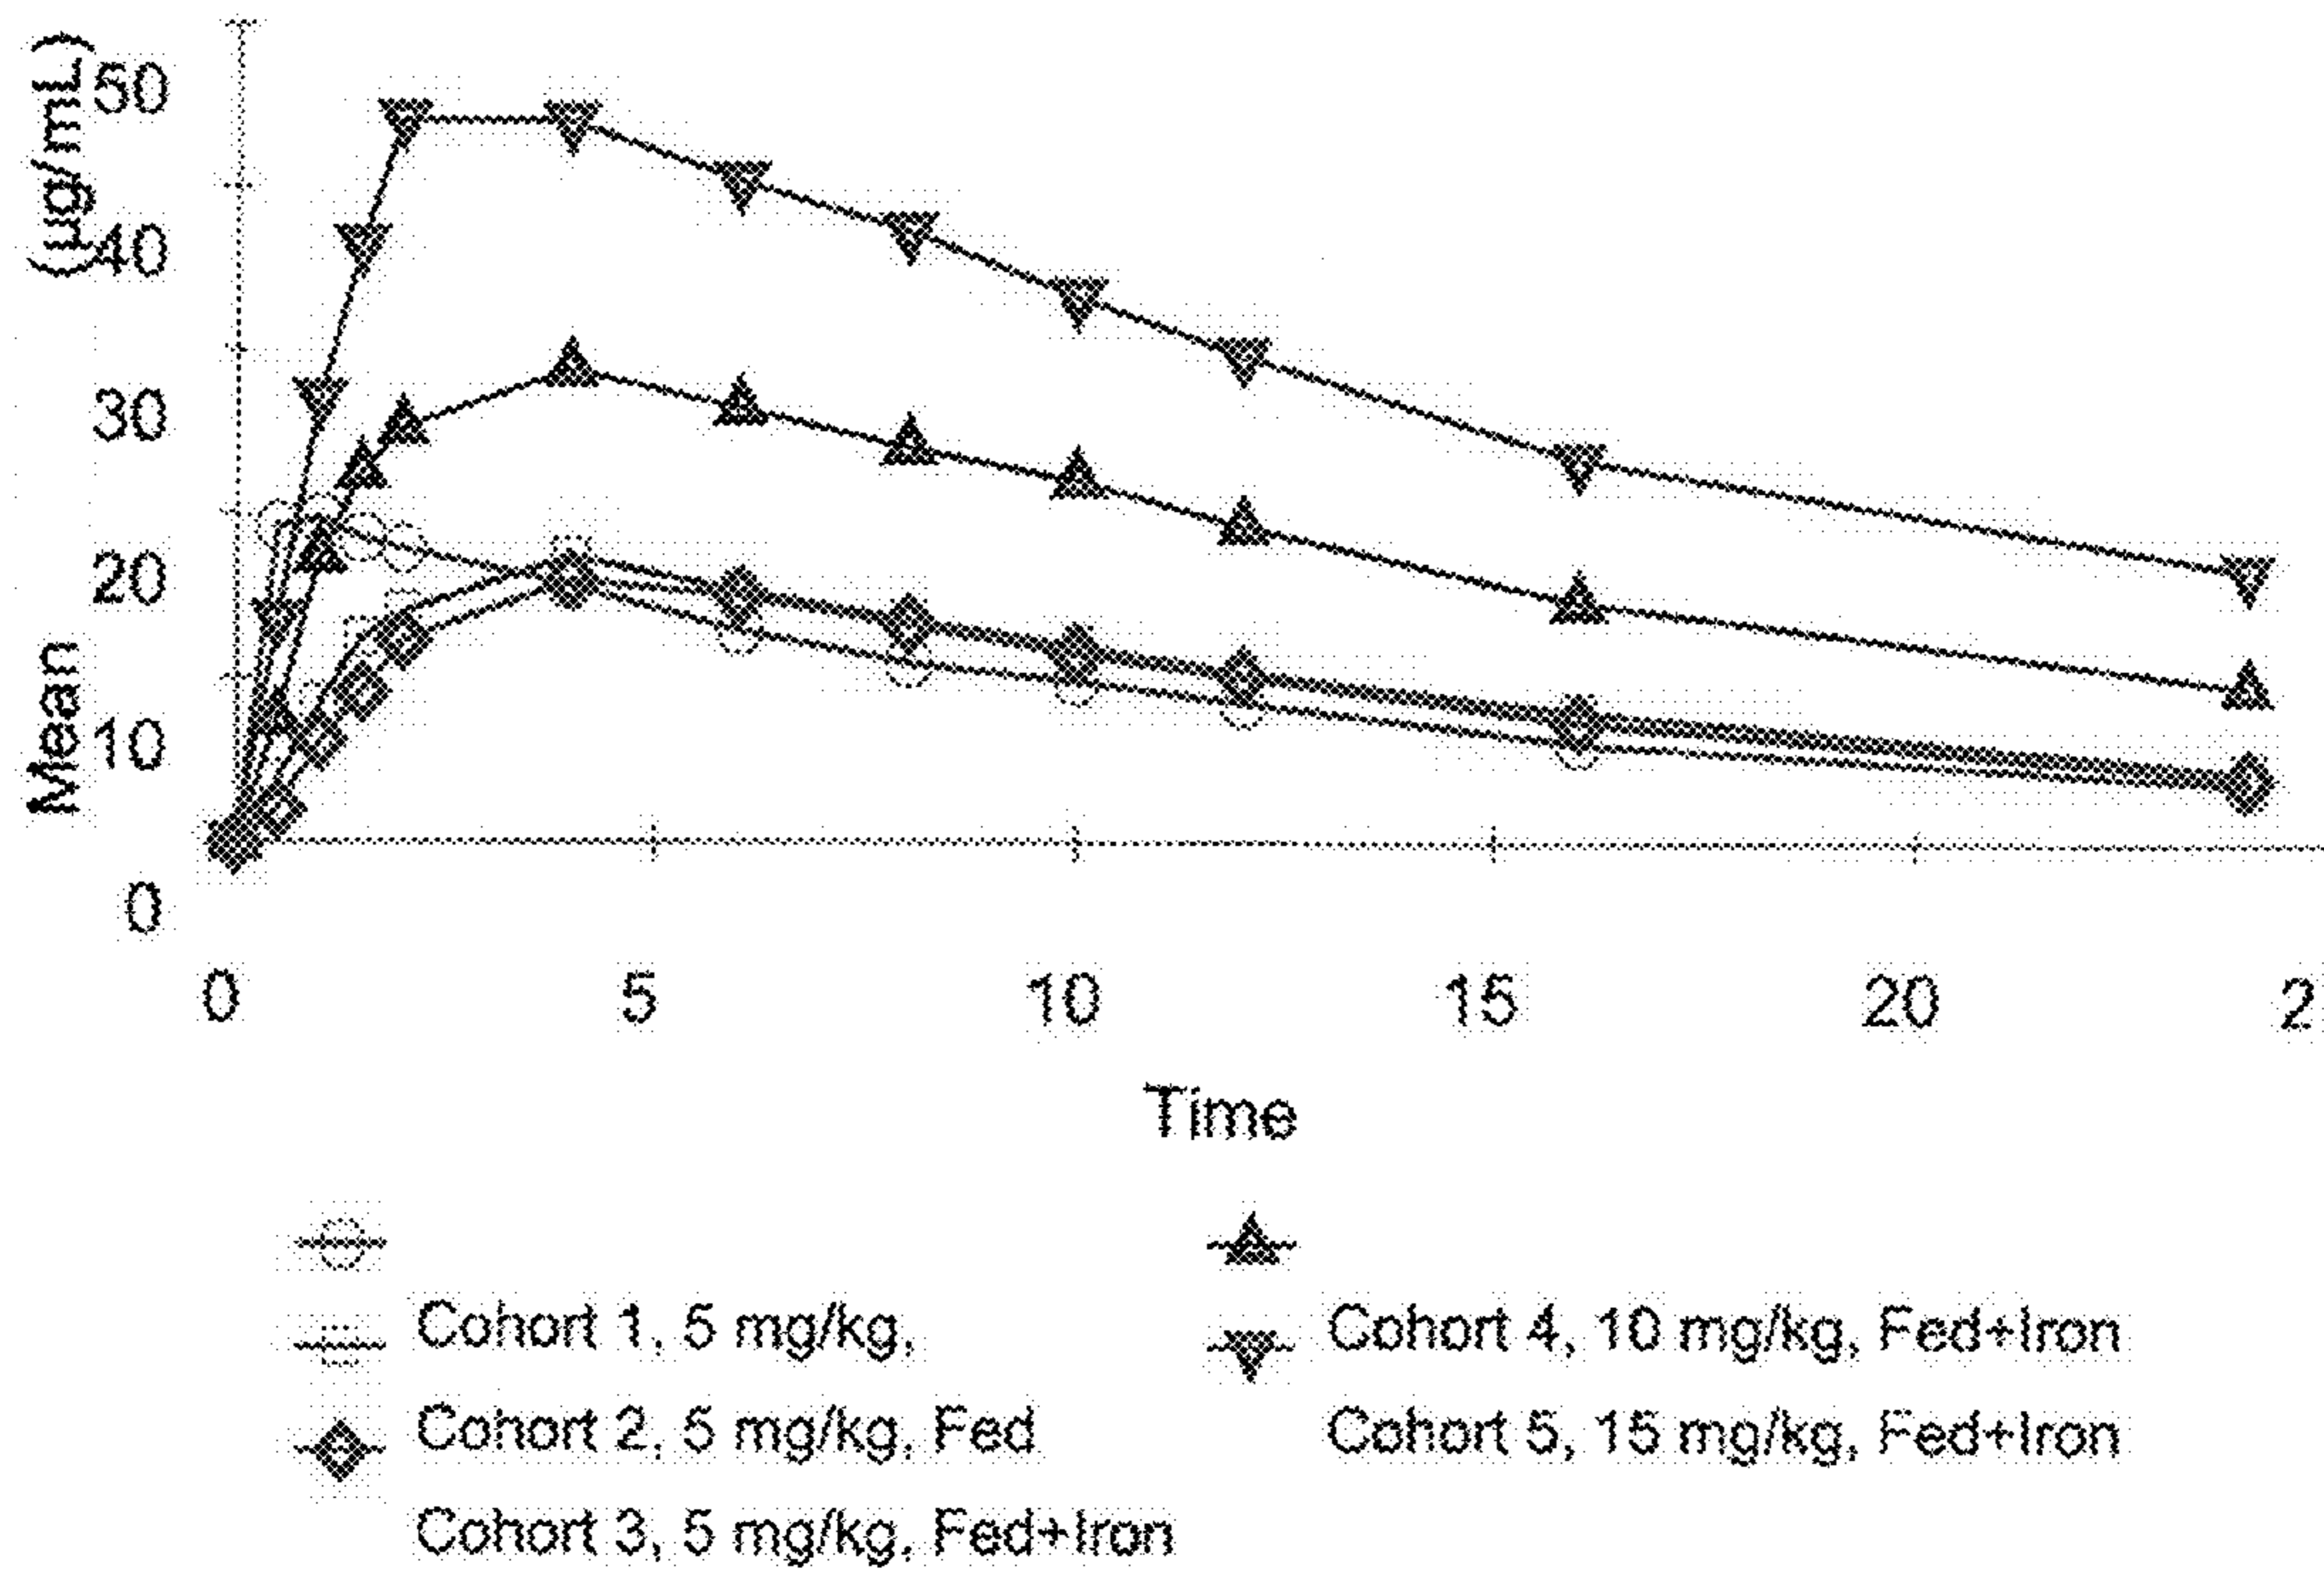 Mean (µg/mL)
50
40
30
20
10
0
0 5 10 15 20 2
Time
Cohort 1, 5 mg/kg,
Cohort 2, 5 mg/kg, Fed
Cohort 3, 5 mg/kg, Fed+Iron
Cohort 4, 10 mg/kg, Fed+Iron
Cohort 5, 15 mg/kg, Fed+Iron